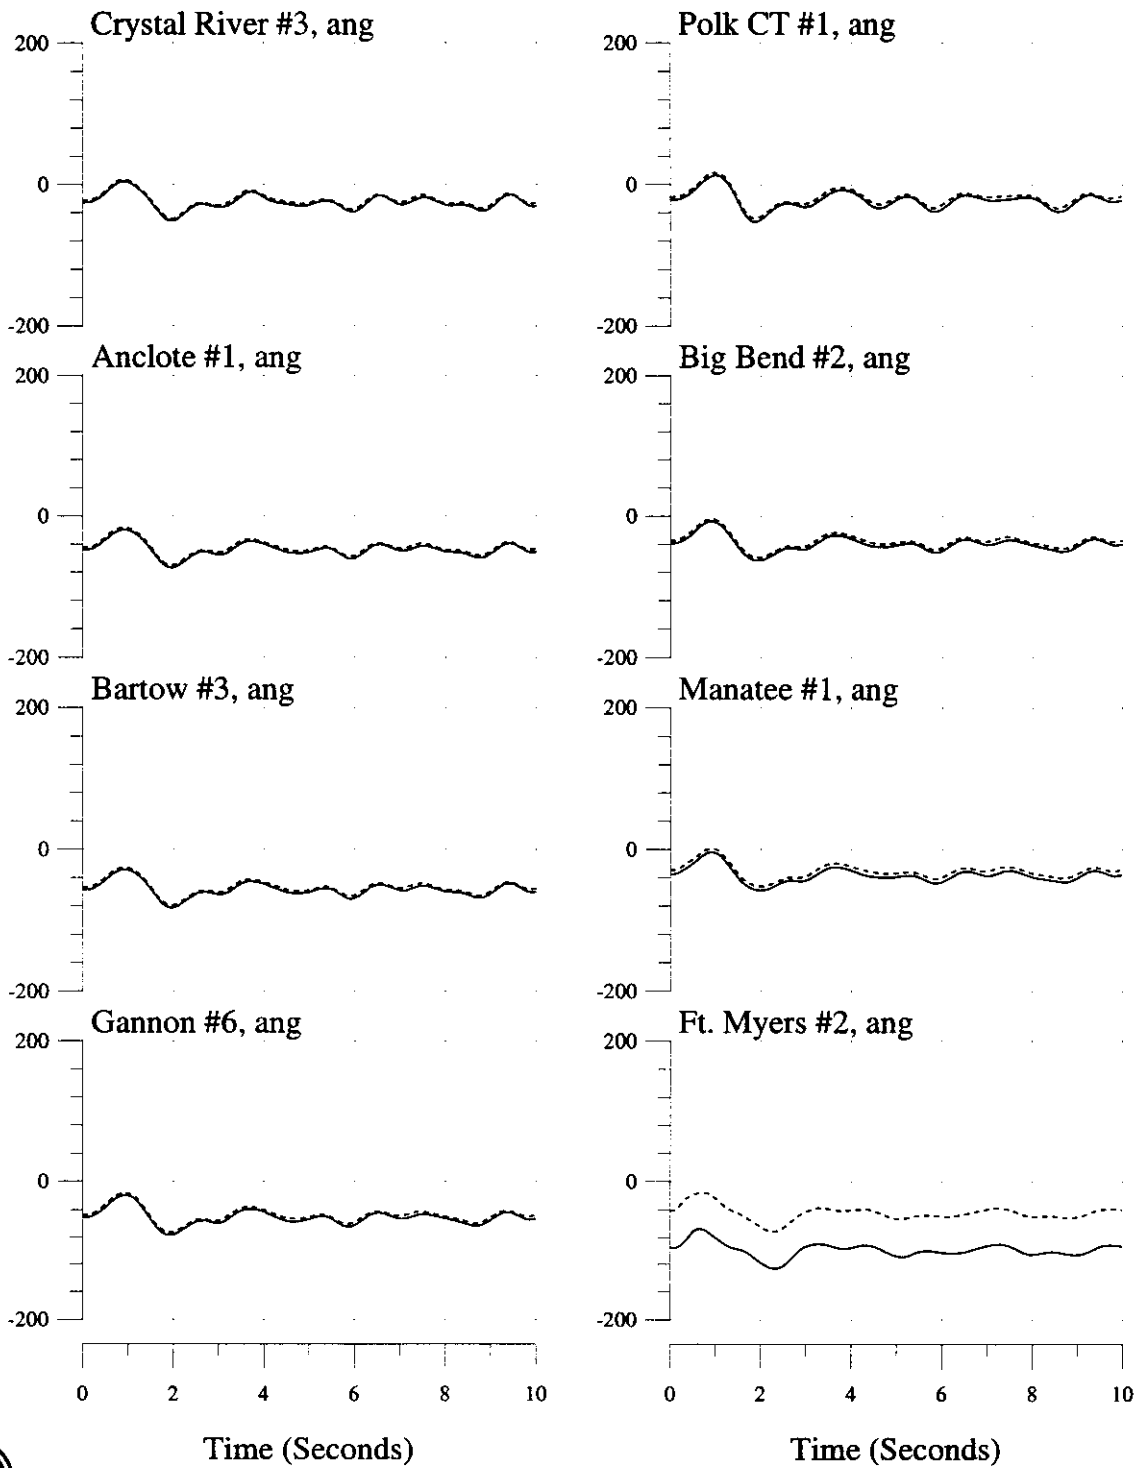 Crystal River #3, ang
200
0
-200
Anclote #1, ang
200
0
-200
Bartow #3, ang
200
0
-200
Gannon #6, ang
200
0
-200
0 2 4 6 8 10
Time (Seconds)
Polk CT #1, ang
200
0
-200
Big Bend #2, ang
200
0
-200
Manatee #1, ang
200
0
-200
Ft. Myers #2, ang
200
0
-200
0 2 4 6 8 10
Time (Seconds)